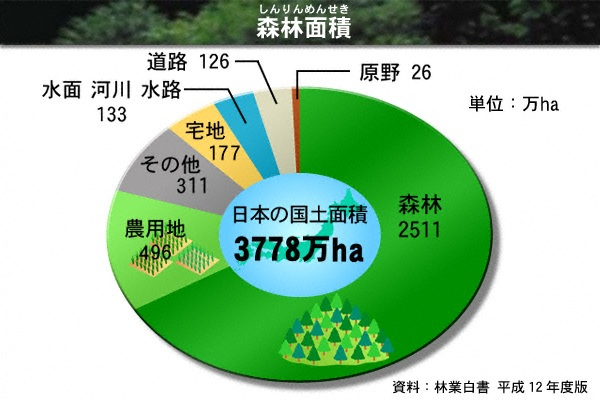 しんりんめんせき
森林面積
道路 126
原野 26
水面 河川 水路
133
単位：万ha
宅地
177
その他
311
森林
2511
日本の国土面積
3778万ha
農用地
496
資料：林業白書 平成12年度版